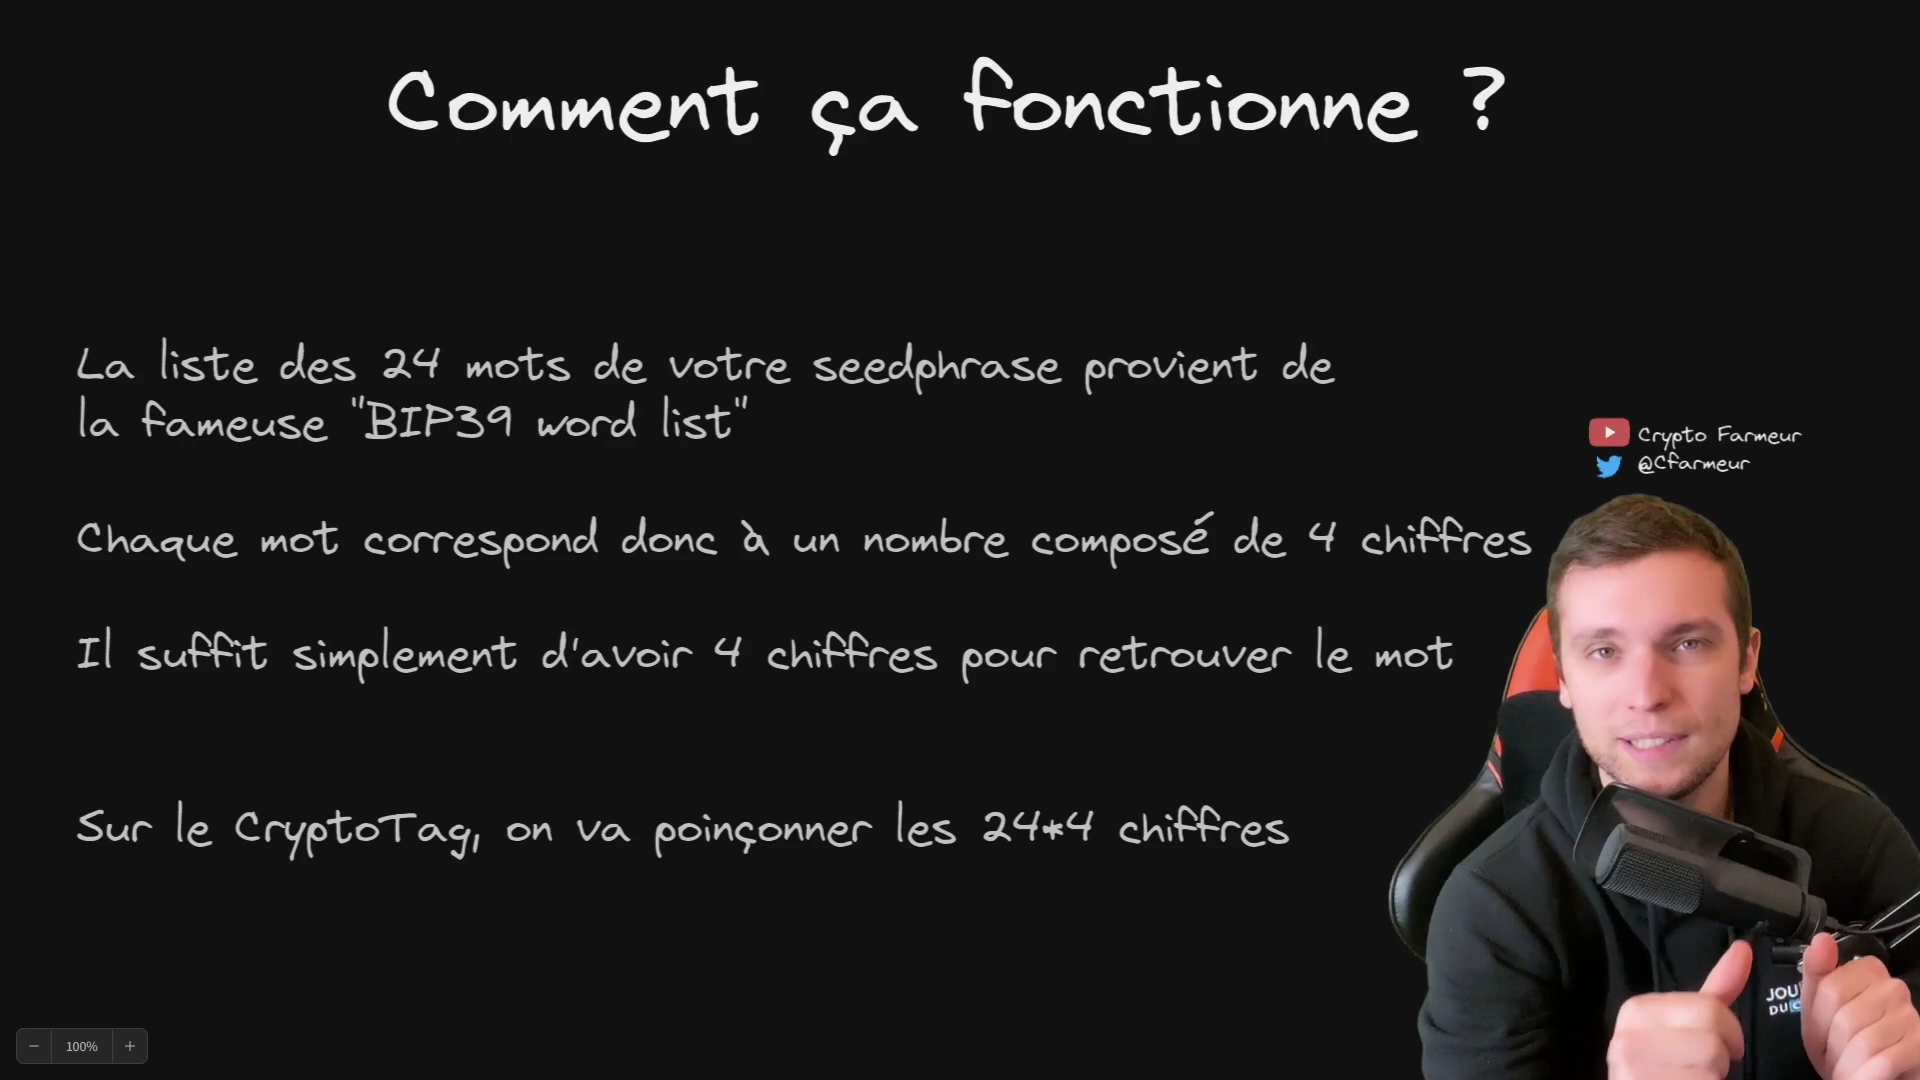 Comment ça fonctionne ?
La liste des 24 mots de votre seedphrase provient de
la fameuse "BIP39 word list"
Chaque mot correspond donc à un nombre composé de 4 chiffres
Il suffit simplement d'avoir 4 chiffres pour retrouver le mot
Sur le CryptoTag, on va poinçonner les 24*4 chiffres
Crypto Farmeur
@Cfarmeur
JOU
DU
100%